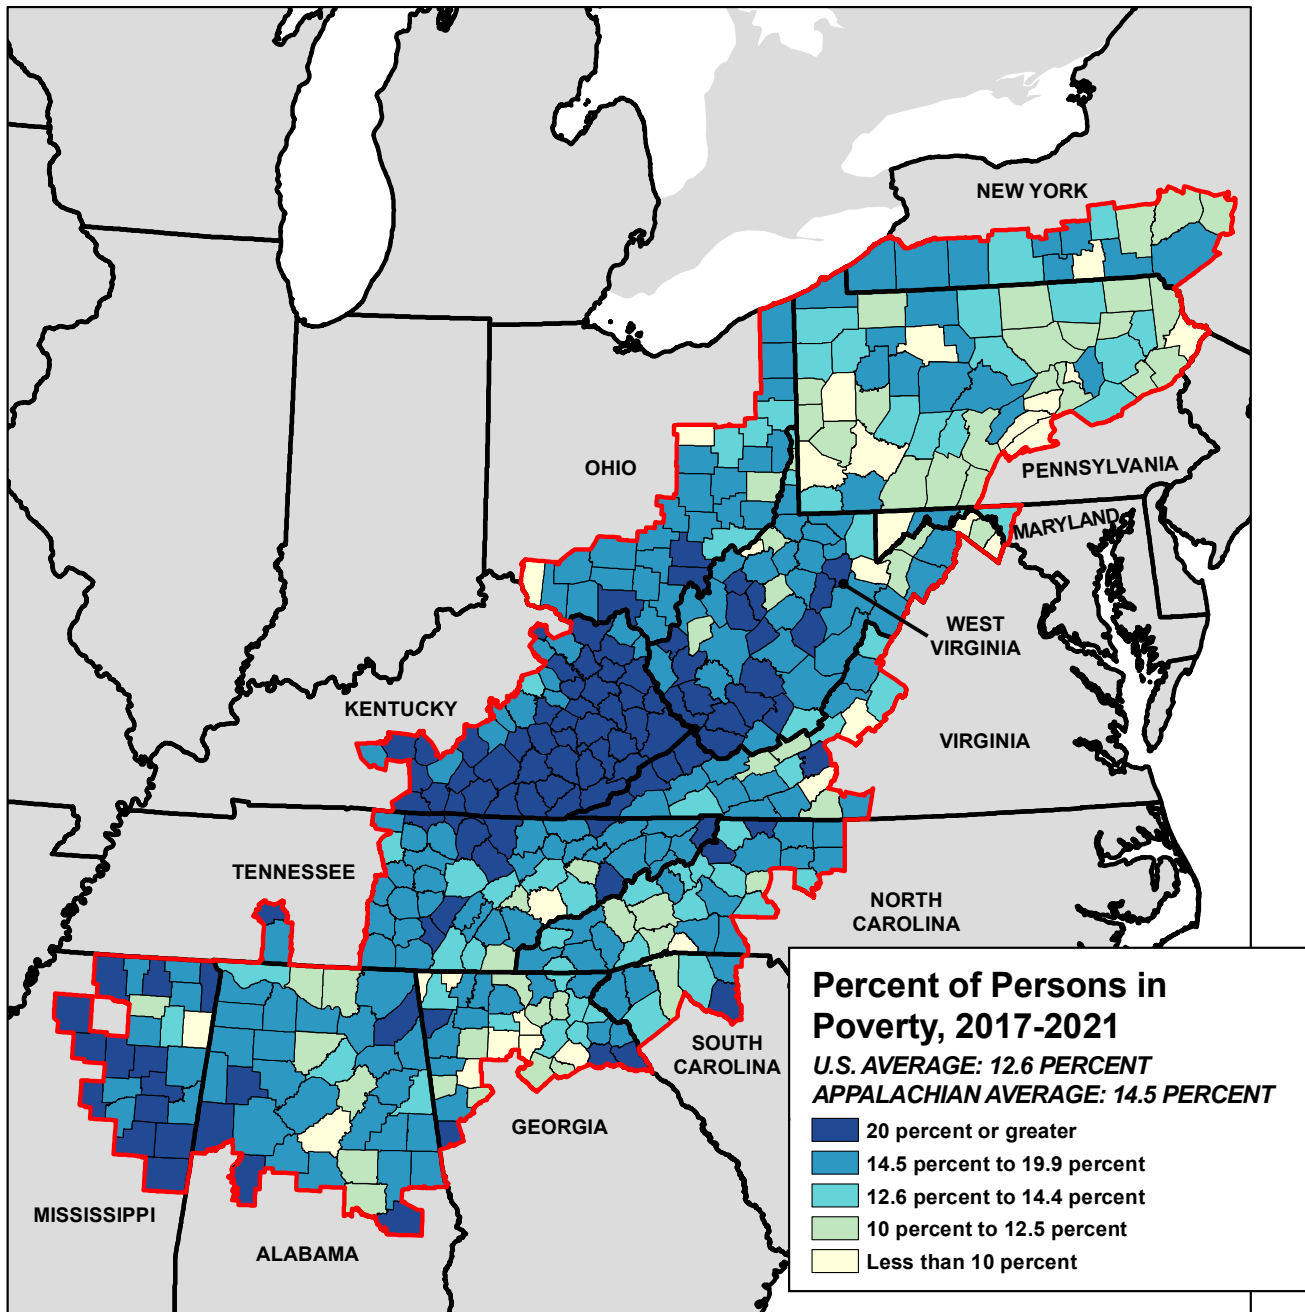 NEW YORK
OHIO
PENNSYLVANIA
MARYLAND
WEST
VIRGINIA
KENTUCKY
VIRGINIA
TENNESSEE
NORTH
CAROLINA
SOUTH
CAROLINA
GEORGIA
MISSISSIPPI
ALABAMA
Percent of Persons in
Poverty, 2017-2021
U.S. AVERAGE: 12.6 PERCENT
APPALACHIAN AVERAGE: 14.5 PERCENT
20 percent or greater
14.5 percent to 19.9 percent
12.6 percent to 14.4 percent
10 percent to 12.5 percent
Less than 10 percent